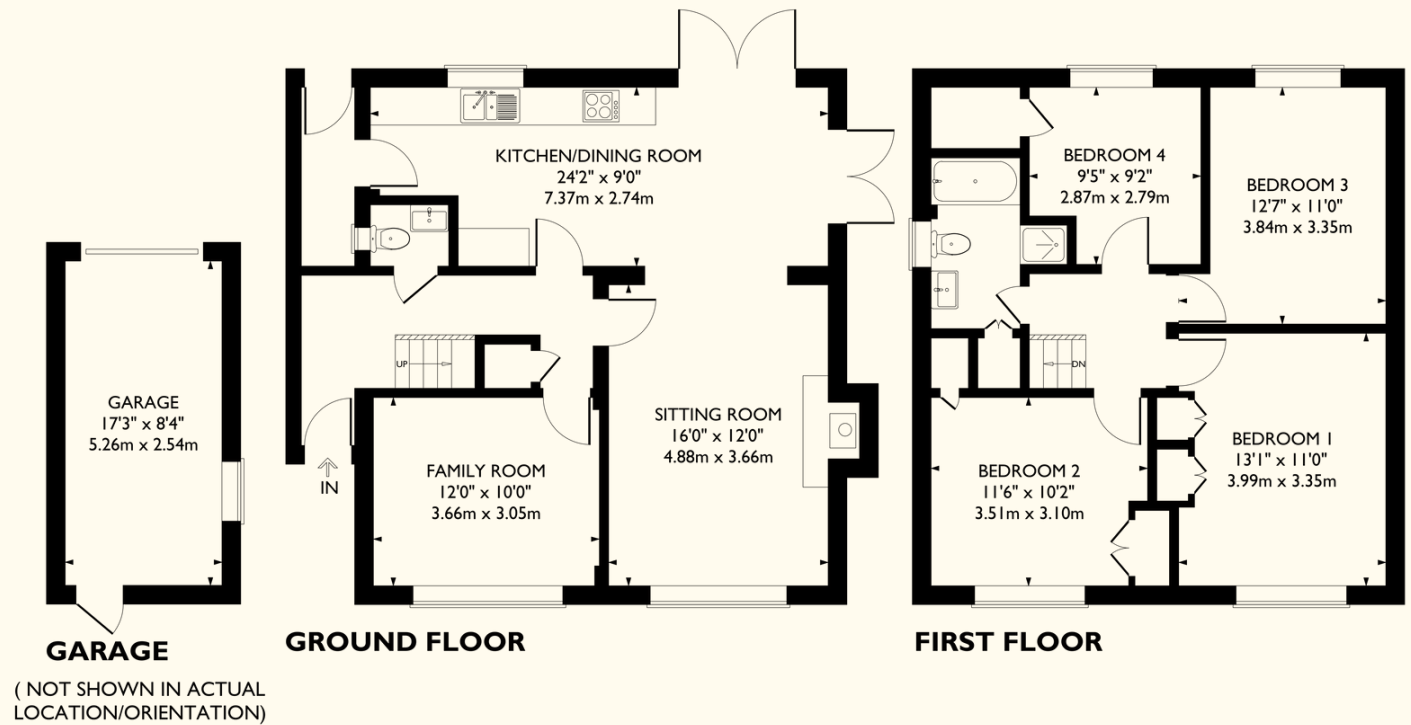 KITCHEN/DINING ROOM
24'2" x 9'0"
7.37m x 2.74m
BEDROOM 4
9'5" x 9'2"
2.87m x 2.79m
BEDROOM 3
12'7" x 11'0"
3.84m x 3.35m
UP
DN
GARAGE
17'3" x 8'4"
5.26m x 2.54m
SITTING ROOM
16'0" x 12'0"
4.88m x 3.66m
IN
FAMILY ROOM
12'0" x 10'0"
3.66m x 3.05m
BEDROOM 2
11'6" x 10'2"
3.51m x 3.10m
BEDROOM 1
13'1" x 11'0"
3.99m x 3.35m
GARAGE
( NOT SHOWN IN ACTUAL
LOCATION/ORIENTATION)
GROUND FLOOR
FIRST FLOOR